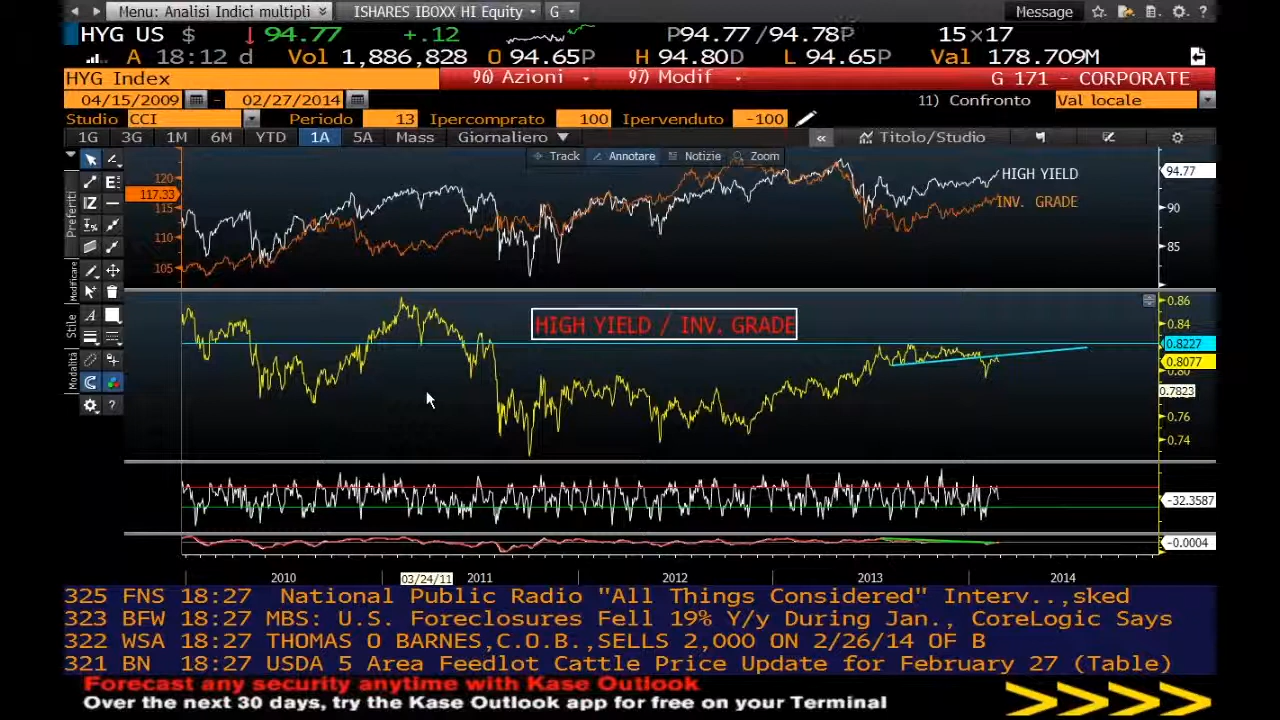 Menu: Analisi Indici multipli ISHARES IBOXX HI Equity G Message ?
HYG US $ ↓ 94.77 +.12 P94.77 / 94.78P 15×17
A 18:12 d Vol 1,886,828 O 94.65P H 94.80D L 94.65P Val 178.709M
HYG Index 96) Azioni 97) Modif G 171 - CORPORATE
04/15/2009 - 02/27/2014 11) Confronto Val locale
Studio CCI Periodo 13 Ipercomprato 100 Ipervenduto -100
1G 3G 1M 6M YTD 1A 5A Mass Giornaliero ▼ « Titolo/Studio
Track Annotare Notizie Zoom
HIGH YIELD 94.77
120
117.33
INV. GRADE
115
90
110
85
105
Preferiti
Modificare
Stile
Modalità
0.86
HIGH YIELD / INV. GRADE
0.84
0.8227
0.8077
0.80
0.7823
0.76
0.74
-32.3587
-0.0004
2010 03/24/11 2011 2012 2013 2014
325 FNS 18:27 National Public Radio "All Things Considered" Interv..,sked
323 BFW 18:27 MBS: U.S. Foreclosures Fell 19% Y/y During Jan., CoreLogic Says
322 WSA 18:27 THOMAS O BARNES,C.O.B.,SELLS 2,000 ON 2/26/14 OF B
321 BN 18:27 USDA 5 Area Feedlot Cattle Price Update for February 27 (Table)
Forecast any security anytime with Kase Outlook
Over the next 30 days, try the Kase Outlook app for free on your Terminal